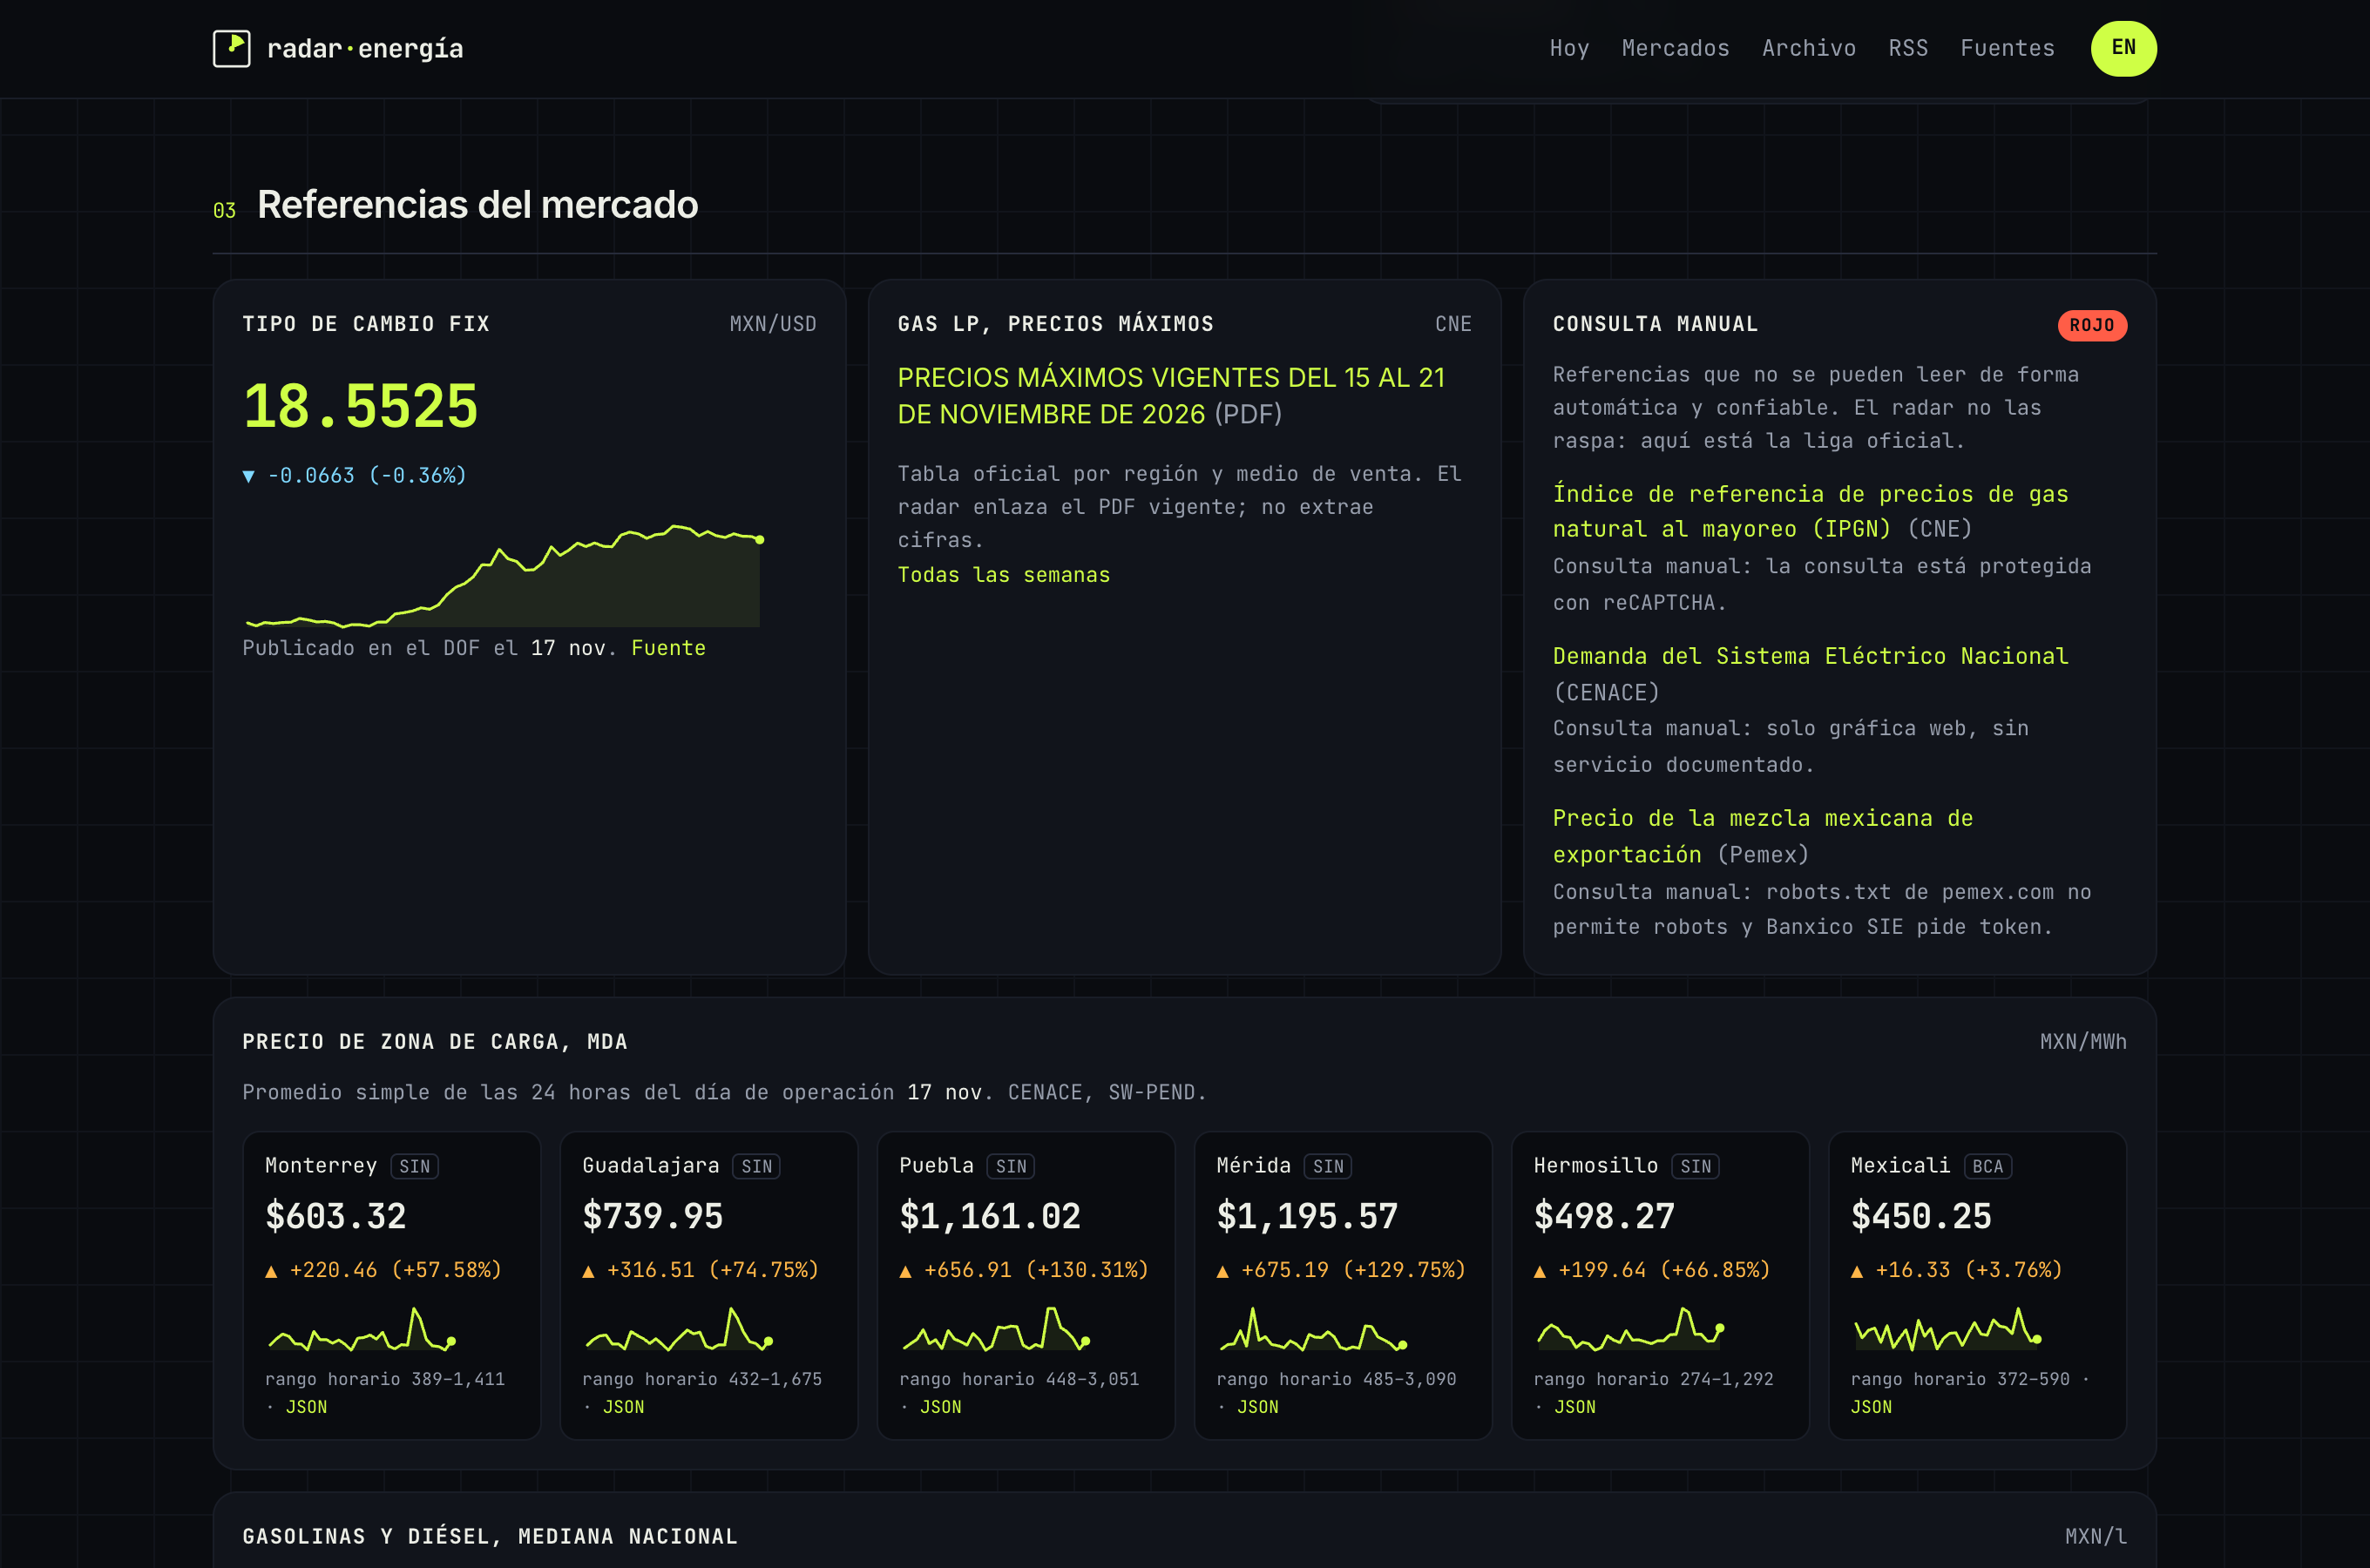 radar·energía
Hoy Mercados Archivo RSS Fuentes EN
03 Referencias del mercado
TIPO DE CAMBIO FIX MXN/USD
18.5525
▼ -0.0663 (-0.36%)
Publicado en el DOF el 17 nov. Fuente
GAS LP, PRECIOS MÁXIMOS CNE
PRECIOS MÁXIMOS VIGENTES DEL 15 AL 21
DE NOVIEMBRE DE 2026 (PDF)
Tabla oficial por región y medio de venta. El
radar enlaza el PDF vigente; no extrae
cifras.
Todas las semanas
CONSULTA MANUAL ROJO
Referencias que no se pueden leer de forma
automática y confiable. El radar no las
raspa: aquí está la liga oficial.
Índice de referencia de precios de gas
natural al mayoreo (IPGN) (CNE)
Consulta manual: la consulta está protegida
con reCAPTCHA.
Demanda del Sistema Eléctrico Nacional
(CENACE)
Consulta manual: solo gráfica web, sin
servicio documentado.
Precio de la mezcla mexicana de
exportación (Pemex)
Consulta manual: robots.txt de pemex.com no
permite robots y Banxico SIE pide token.
PRECIO DE ZONA DE CARGA, MDA MXN/MWh
Promedio simple de las 24 horas del día de operación 17 nov. CENACE, SW-PEND.
Monterrey SIN
$603.32
▲ +220.46 (+57.58%)
rango horario 389–1,411
· JSON
Guadalajara SIN
$739.95
▲ +316.51 (+74.75%)
rango horario 432–1,675
· JSON
Puebla SIN
$1,161.02
▲ +656.91 (+130.31%)
rango horario 448–3,051
· JSON
Mérida SIN
$1,195.57
▲ +675.19 (+129.75%)
rango horario 485–3,090
· JSON
Hermosillo SIN
$498.27
▲ +199.64 (+66.85%)
rango horario 274–1,292
· JSON
Mexicali BCA
$450.25
▲ +16.33 (+3.76%)
rango horario 372–590 ·
JSON
GASOLINAS Y DIÉSEL, MEDIANA NACIONAL MXN/l